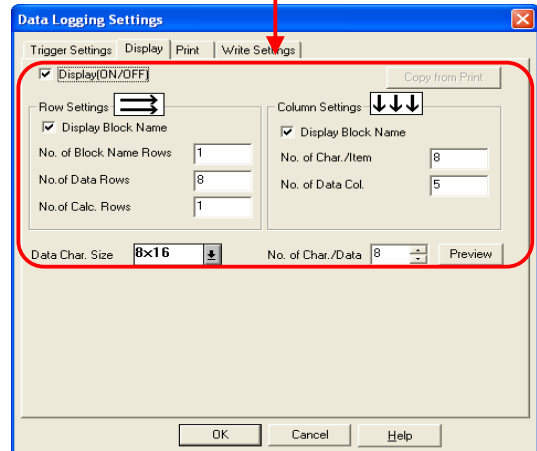 Data Logging Settings
Trigger Settings Display Print Write Settings
Display(ON/OFF)
Copy from Print
Row Settings
Display Block Name
No. of Block Name Rows 1
No.of Data Rows 8
No.of Calc. Rows 1
Column Settings
Display Block Name
No. of Char./Item 8
No. of Data Col. 5
Data Char. Size 8×16 No. of Char./Data 8 Preview
OK Cancel Help